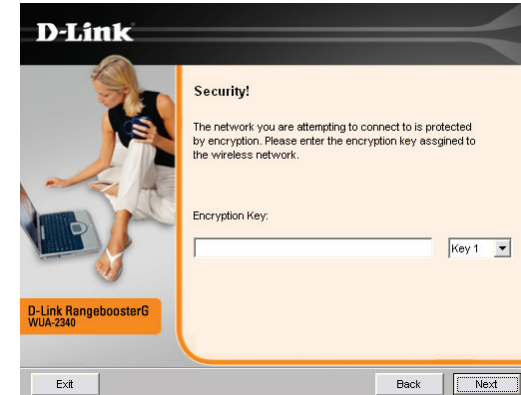 D-Link
Security!
The network you are attempting to connect to is protected
by encryption. Please enter the encryption key assgined to
the wireless network.
Encryption Key:
Key 1
D-Link RangeboosterG
WUA-2340
Exit
Back
Next